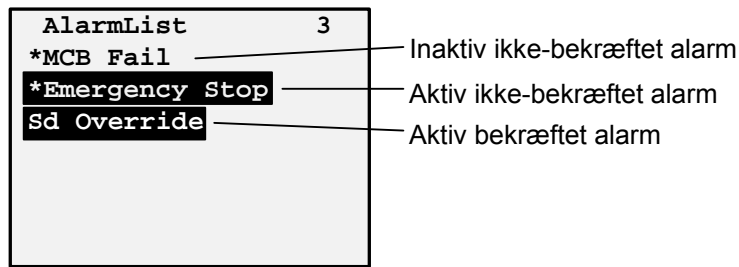 AlarmList 3
*MCB Fail
Inaktiv ikke-bekræftet alarm
*Emergency Stop
Aktiv ikke-bekræftet alarm
Sd Override
Aktiv bekræftet alarm